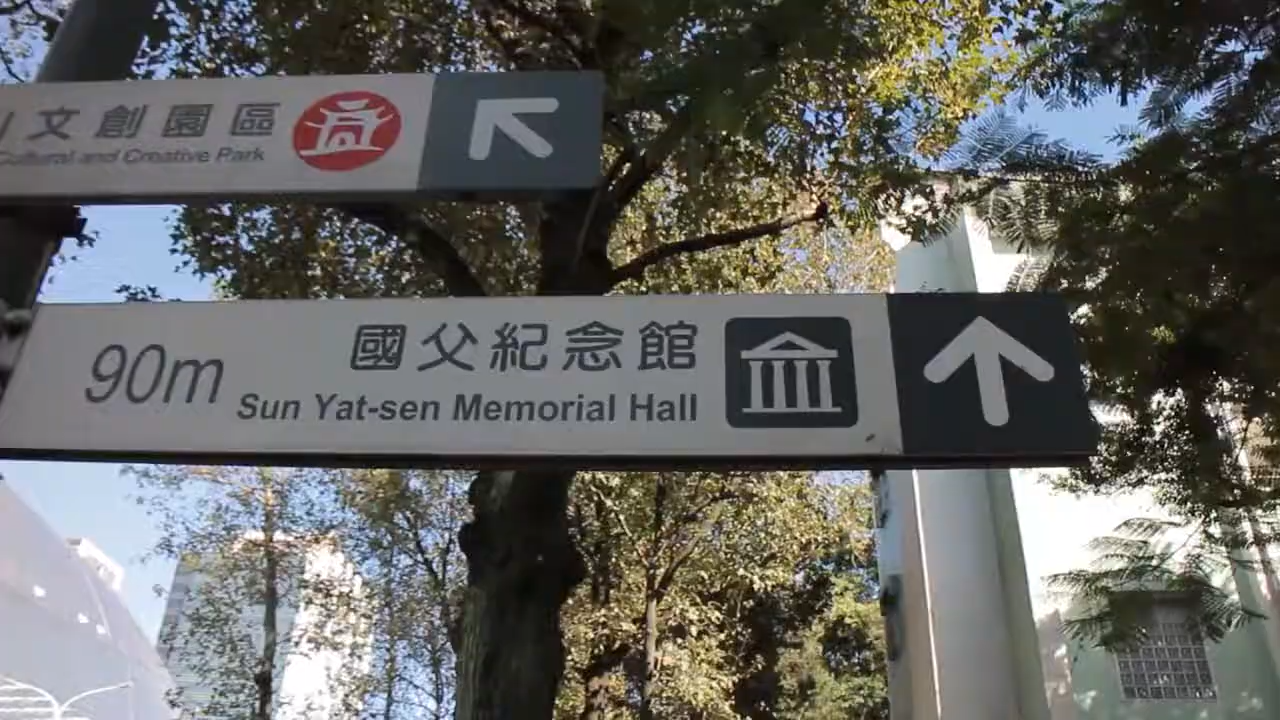 文創園區
Cultural and Creative Park
90m
國父紀念館
Sun Yat-sen Memorial Hall